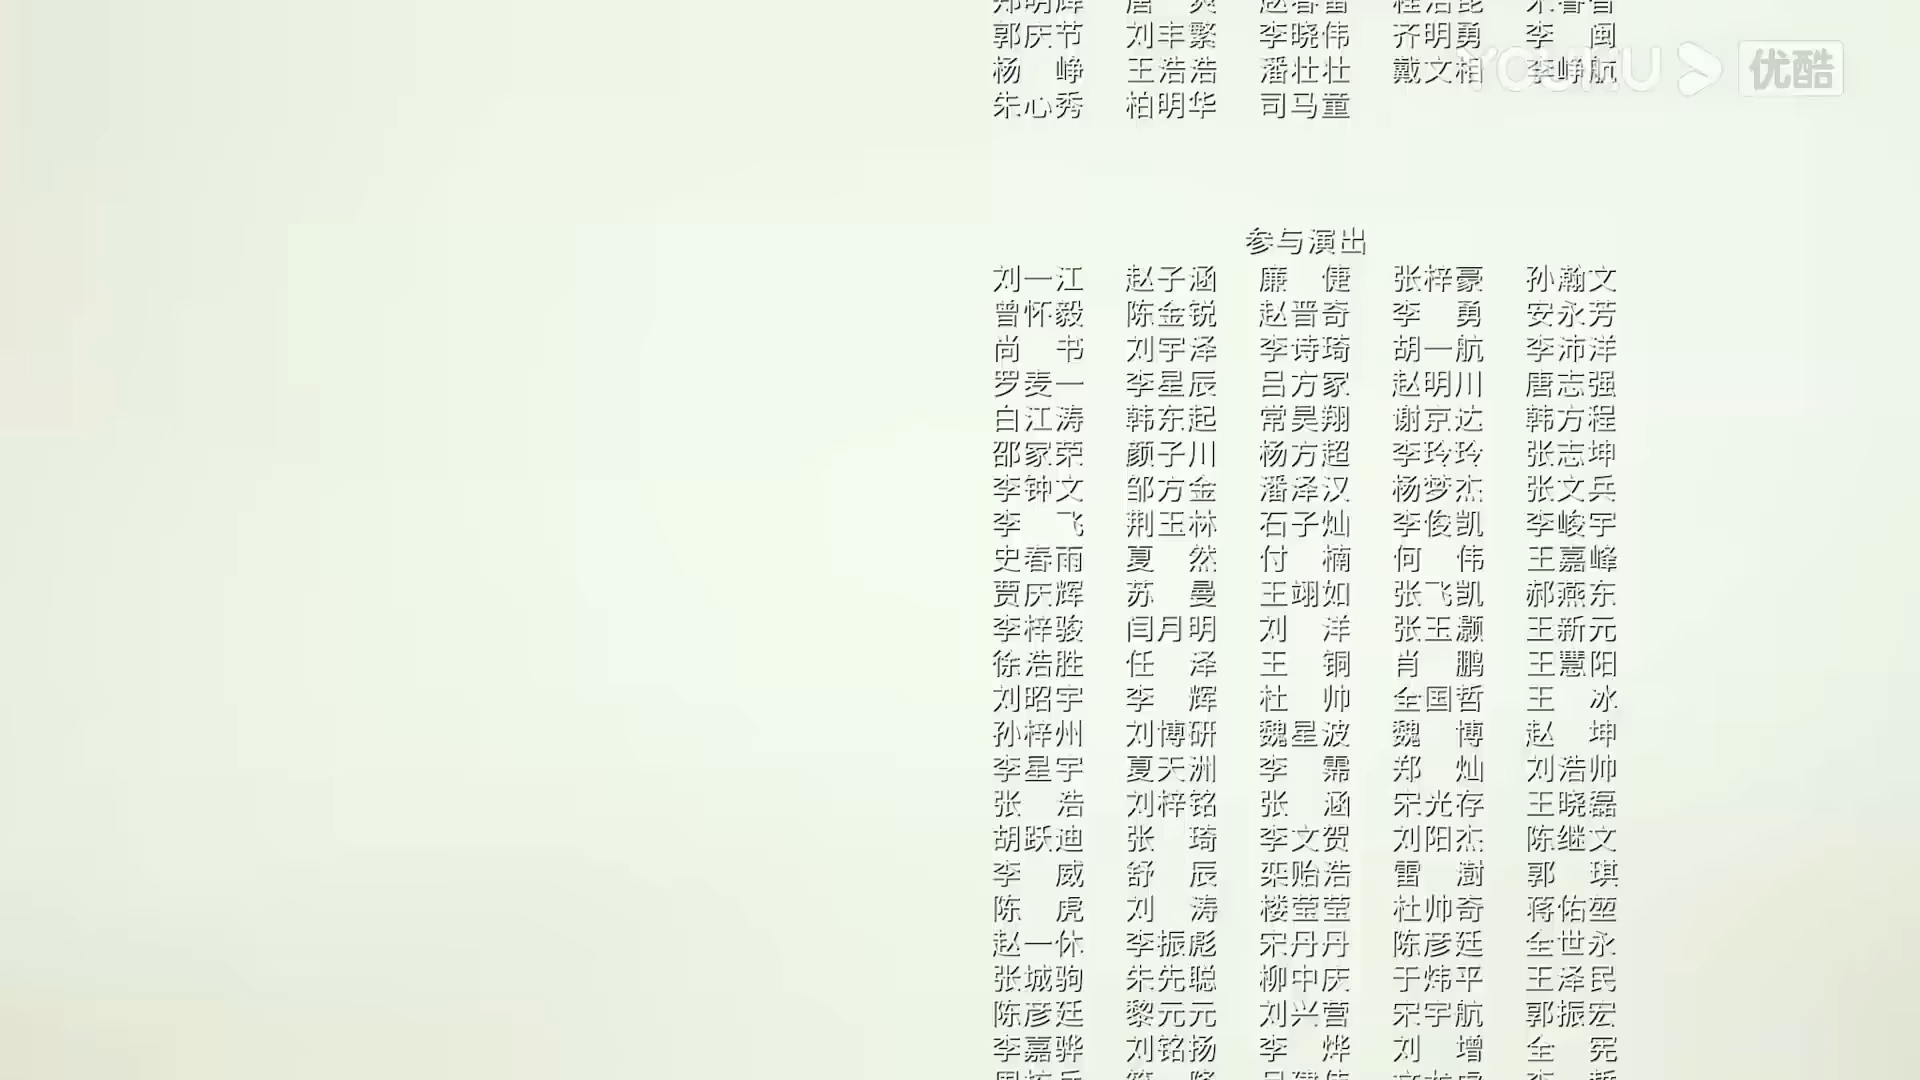 郭庆节 刘丰繁 李晓伟 齐明勇 李 闽
杨 峥 王浩浩 潘壮壮 戴文相 李峥航
YOUKU 优酷
朱心秀 柏明华 司马童
参与演出
刘一江 赵子涵 廉 倢 张梓豪 孙瀚文
曾怀毅 陈金锐 赵晋奇 李 勇 安永芳
尚 书 刘宇泽 李诗琦 胡一航 李沛洋
罗麦一 李星辰 吕方家 赵明川 唐志强
白江涛 韩东起 常昊翔 谢京达 韩方程
邵家荣 颜子川 杨方超 李玲玲 张志坤
李钟文 邹方金 潘泽汉 杨梦杰 张文兵
李 飞 荆玉林 石子灿 李俊凯 李峻宇
史春雨 夏 然 付 楠 何 伟 王嘉峰
贾庆辉 苏 曼 王翊如 张飞凯 郝燕东
李梓骏 闫月明 刘 洋 张玉灏 王新元
徐浩胜 任 泽 王 铜 肖 鹏 王慧阳
刘昭宇 李 辉 杜 帅 全国哲 王 冰
孙梓州 刘博研 魏星波 魏 博 赵 坤
李星宇 夏天洲 李 霈 郑 灿 刘浩帅
张 浩 刘梓铭 张 涵 宋光存 王晓磊
胡跃迪 张 琦 李文贺 刘阳杰 陈继文
李 威 舒 辰 栾贻浩 雷 澍 郭 琪
陈 虎 刘 涛 楼莹莹 杜帅奇 蒋佑堃
赵一休 李振彪 宋丹丹 陈彦廷 全世永
张城驹 朱先聪 柳中庆 于炜平 王泽民
陈彦廷 黎元元 刘兴营 宋宇航 郭振宏
李嘉骅 刘铭扬 李 烨 刘 增 全 宪